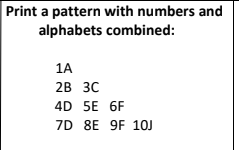 Print a pattern with numbers and
alphabets combined:
1A
2B 3C
4D 5E 6F
7D 8E 9F 10J